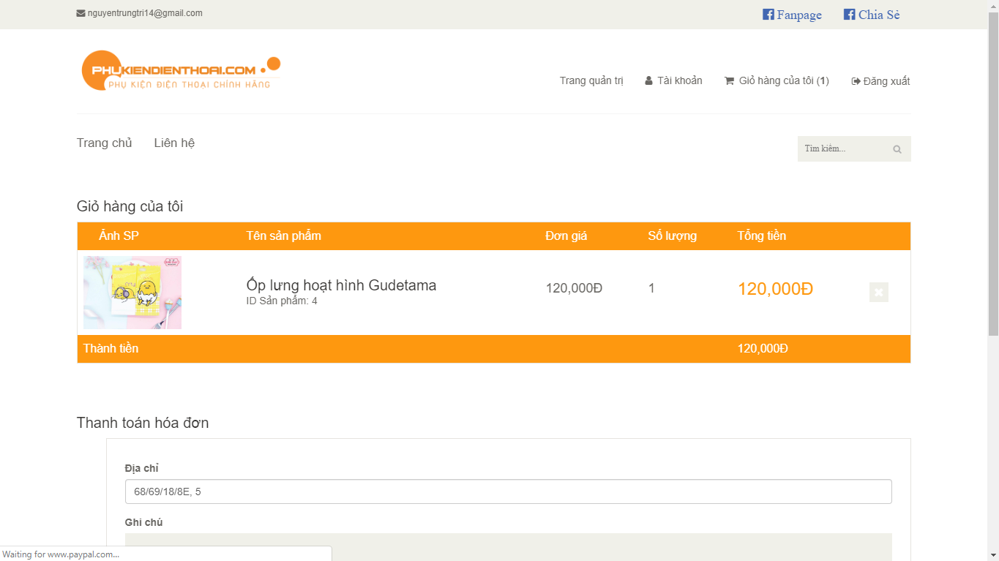 nguyentrungtri14@gmail.com
Fanpage
Chia Sẻ
PHUKIENDIENTHOAI.COM
PHỤ KIỆN ĐIỆN THOẠI CHÍNH HÃNG
Trang quản trị
Tài khoản
Giỏ hàng của tôi (1)
Đăng xuất
Trang chủ
Liên hệ
Tìm kiếm...
Giỏ hàng của tôi
Ảnh SP
Tên sản phẩm
Đơn giá
Số lượng
Tổng tiền
Ốp lưng hoạt hình Gudetama
ID Sản phẩm: 4
120,000Đ
1
120,000Đ
Thành tiền
120,000Đ
Thanh toán hóa đơn
Địa chỉ
68/69/18/8E, 5
Ghi chú
Waiting for www.paypal.com...